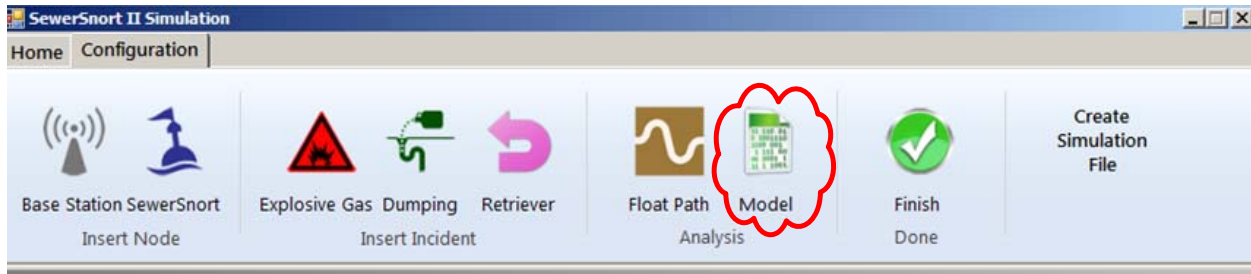 SewerSnort II Simulation
Home Configuration
Base Station SewerSnort Explosive Gas Dumping Retriever Float Path Model Finish
Create
Simulation
File
Insert Node Insert Incident Analysis Done